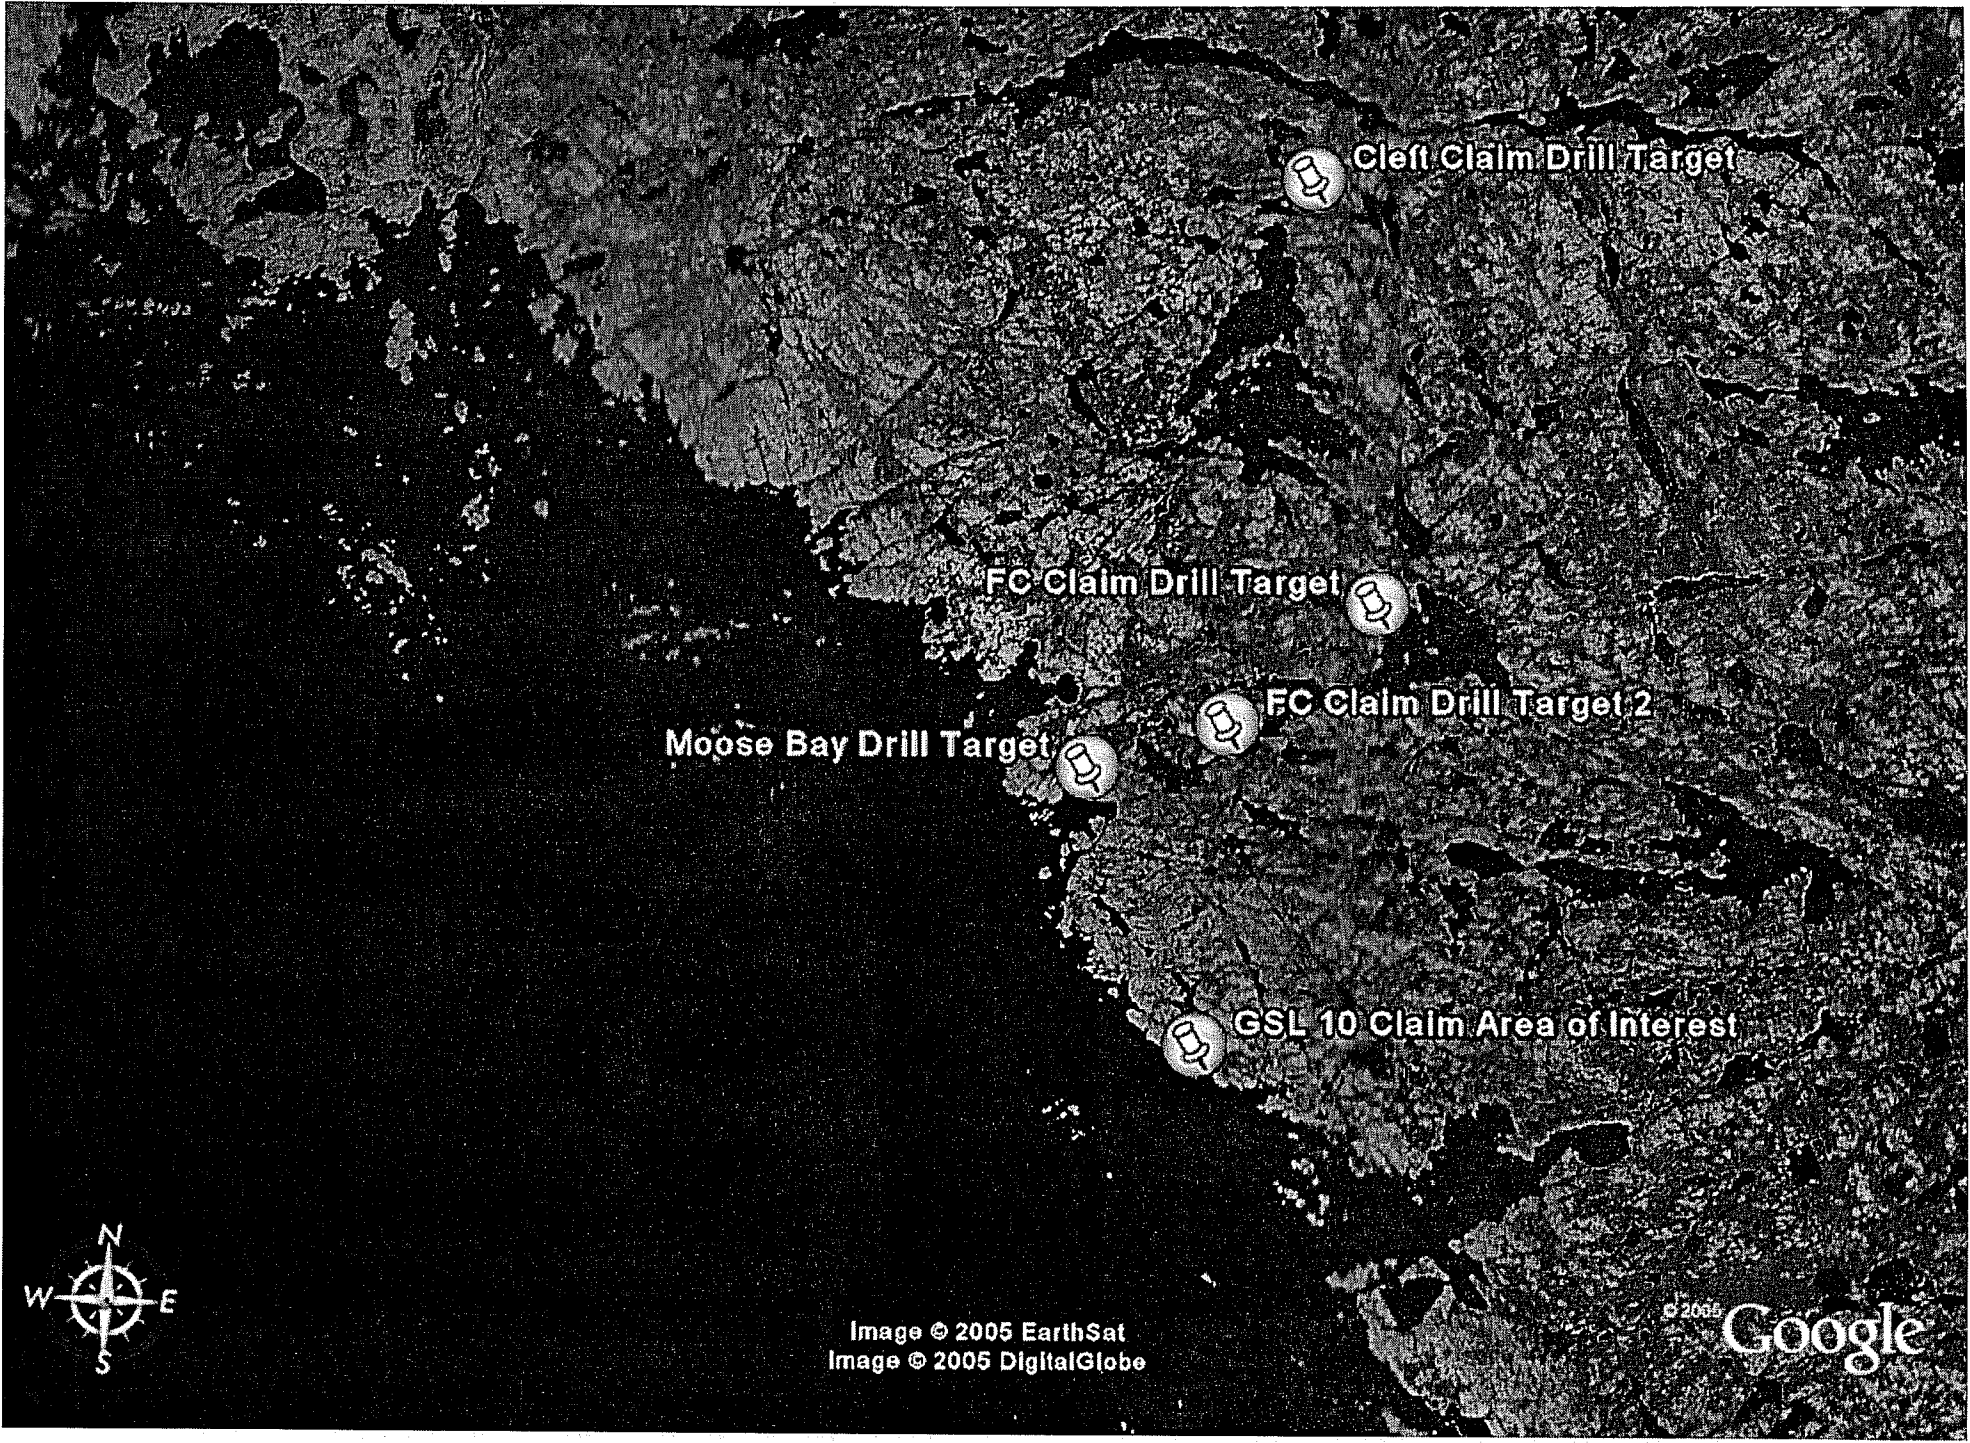 Cleft Claim Drill Target
FC Claim Drill Target
FC Claim Drill Target 2
Moose Bay Drill Target
GSL 10 Claim Area of Interest
N
W E
S
Image © 2005 EarthSat
Image © 2005 DigitalGlobe
© 2005 Google